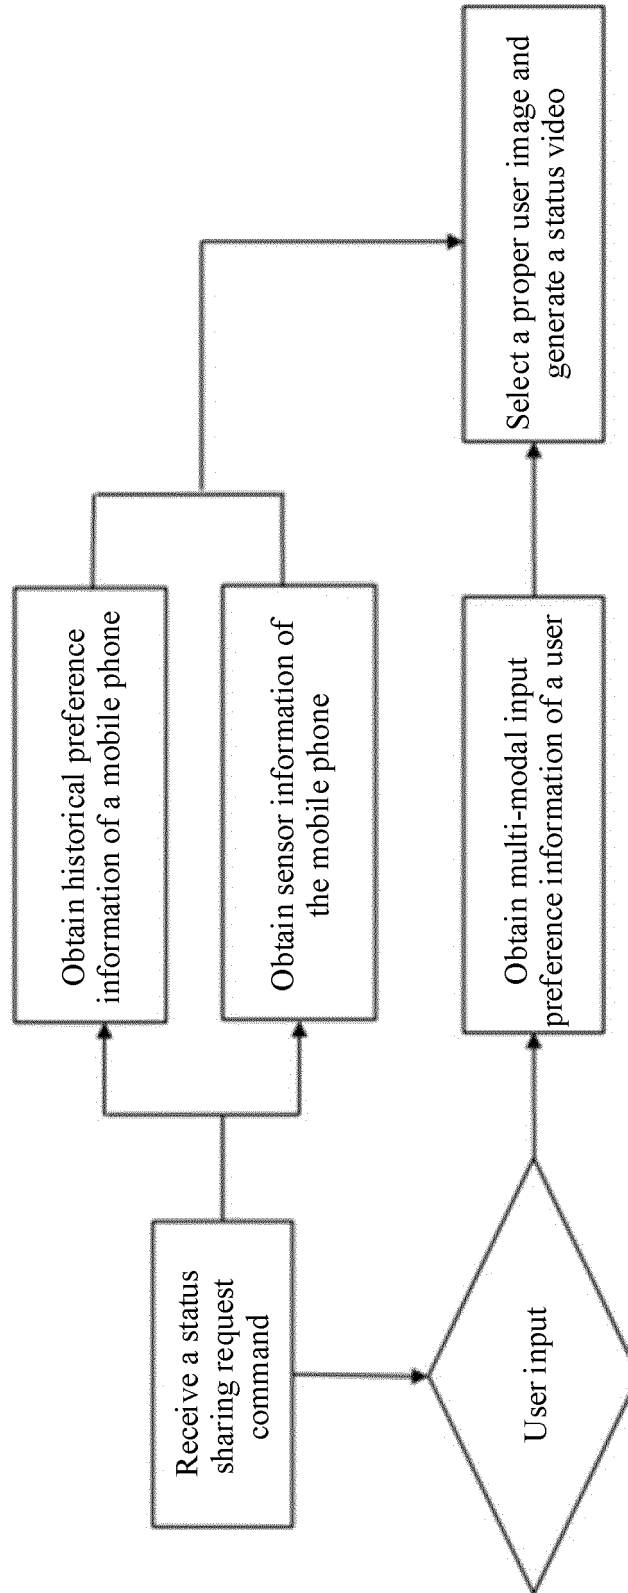 Receive a status
sharing request
command
Obtain historical preference
information of a mobile phone
Obtain sensor information of
the mobile phone
User input
Obtain multi-modal input
preference information of a user
Select a proper user image and
generate a status video